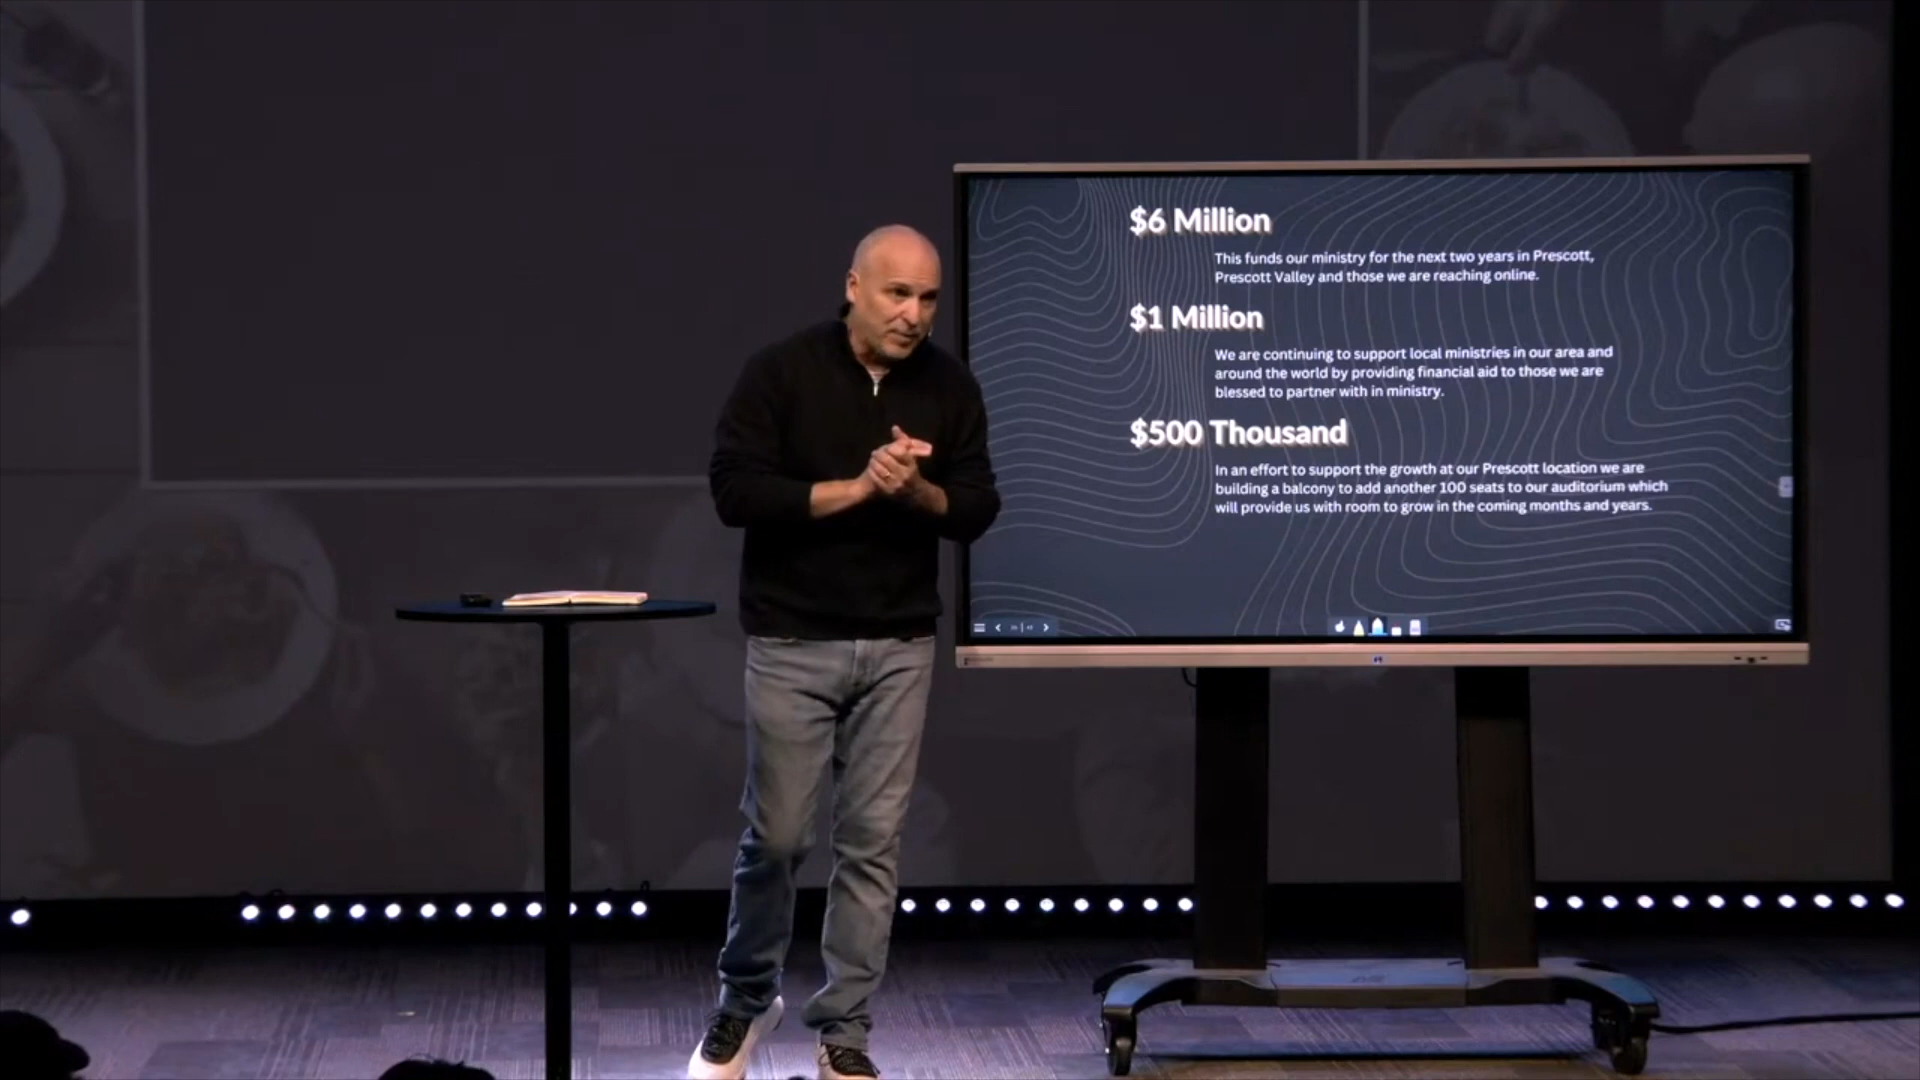 $6 Million
This funds our ministry for the next two years in Prescott,
Prescott Valley and those we are reaching online.
$1 Million
We are continuing to support local ministries in our area and
around the world by providing financial aid to those we are
blessed to partner with in ministry.
$500 Thousand
In an effort to support the growth at our Prescott location we are
building a balcony to add another 100 seats to our auditorium which
will provide us with room to grow in the coming months and years.